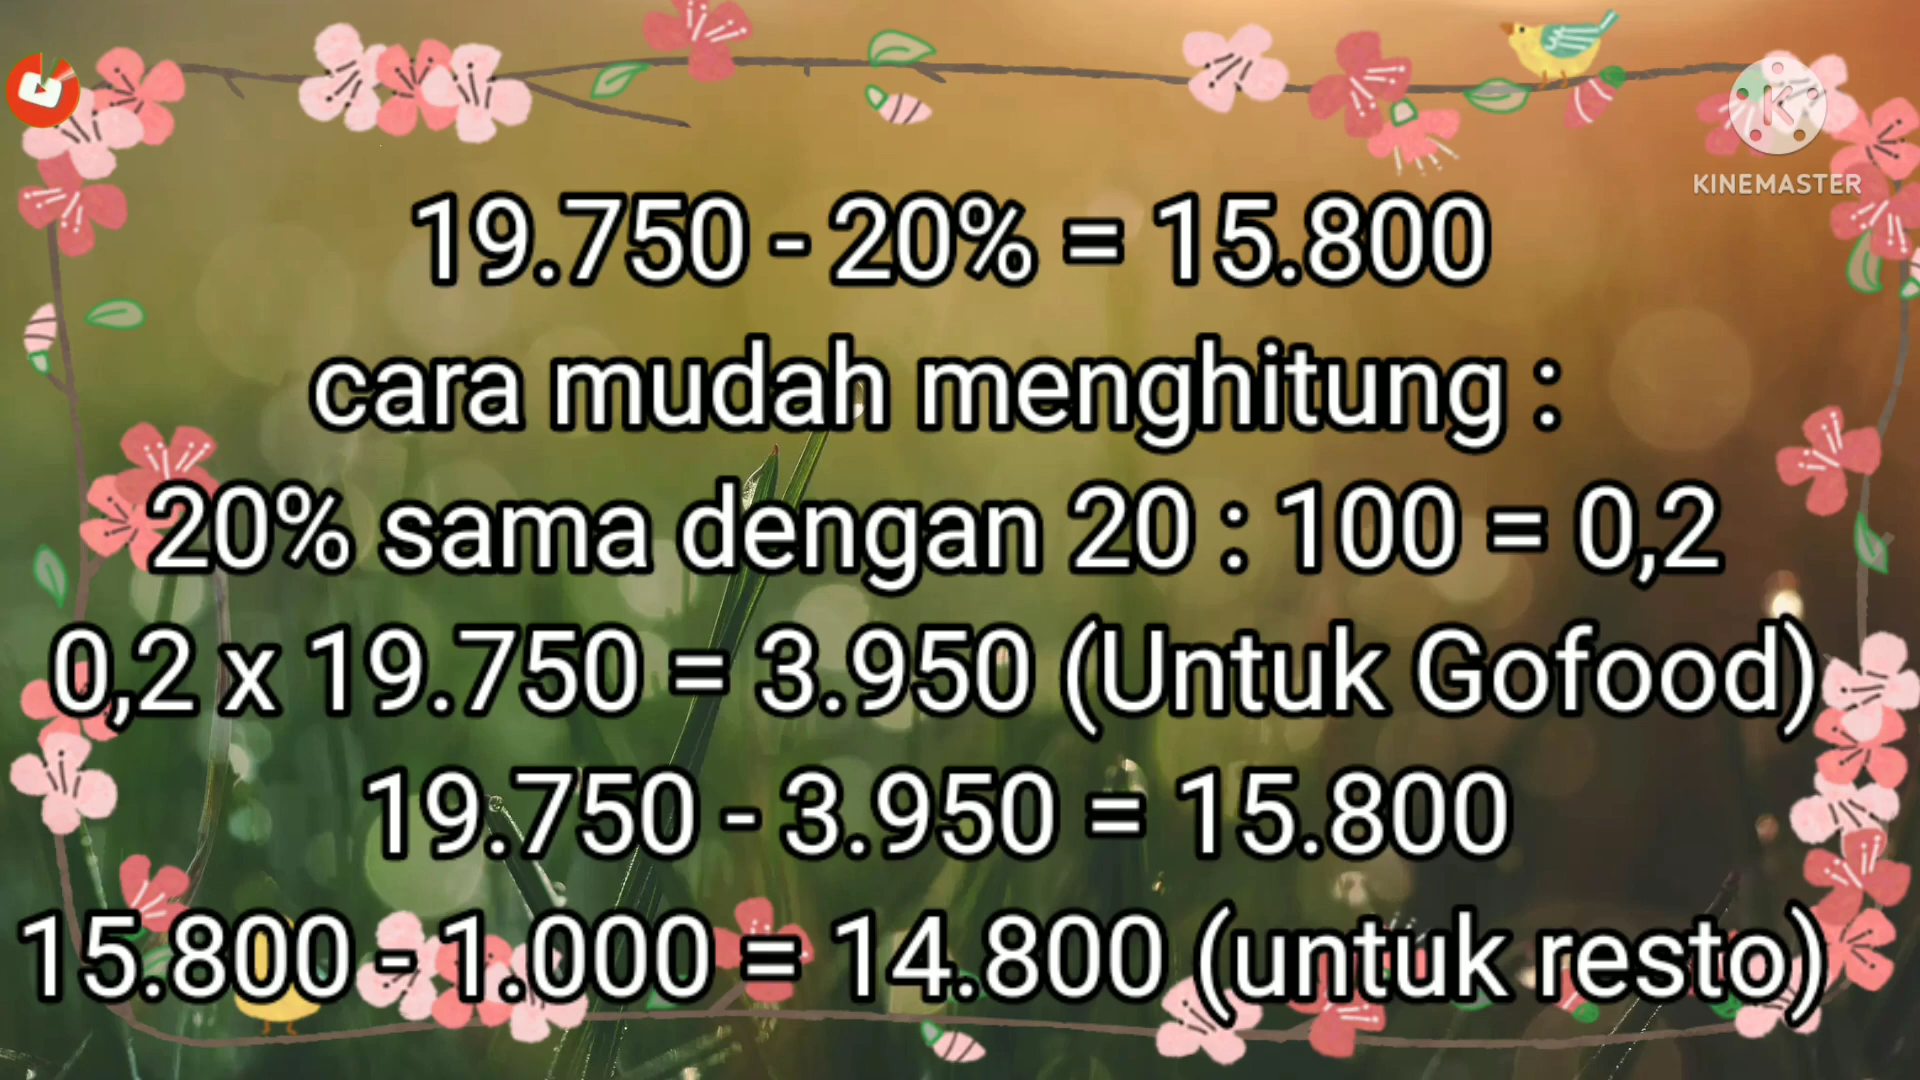 KINEMASTER
19.750 - 20% = 15.800
cara mudah menghitung :
20% sama dengan 20 : 100 = 0,2
0,2 x 19.750 = 3.950 (Untuk Gofood)
19.750 - 3.950 = 15.800
15.800 - 1.000 = 14.800 (untuk resto)